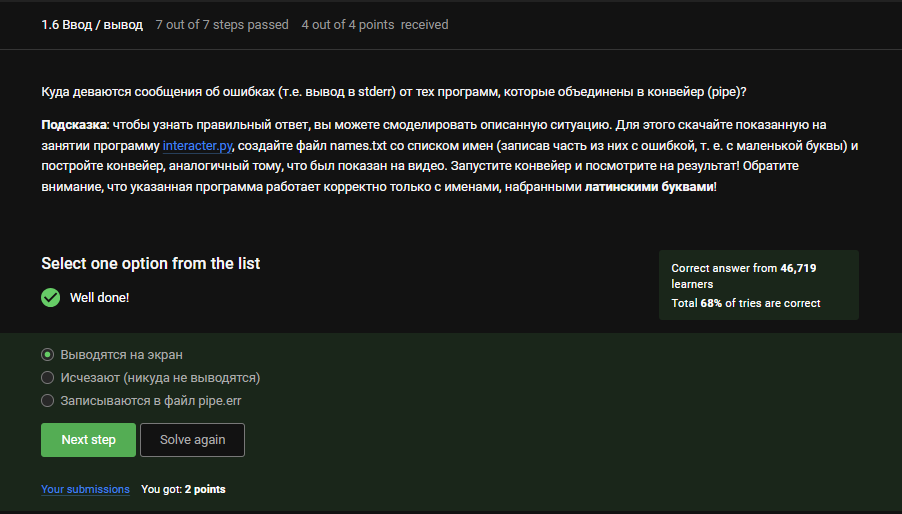 1.6 Ввод / вывод 7 out of 7 steps passed 4 out of 4 points received
Куда деваются сообщения об ошибках (т.е. вывод в stderr) от тех программ, которые объединены в конвейер (pipe)?
Подсказка: чтобы узнать правильный ответ, вы можете смоделировать описанную ситуацию. Для этого скачайте показанную на
занятии программу interacter.py, создайте файл names.txt со списком имен (записав часть из них с ошибкой, т. е. с маленькой буквы) и
постройте конвейер, аналогичный тому, что был показан на видео. Запустите конвейер и посмотрите на результат! Обратите
внимание, что указанная программа работает корректно только с именами, набранными латинскими буквами!
Select one option from the list
Well done!
Correct answer from 46,719
learners
Total 68% of tries are correct
Выводятся на экран
Исчезают (никуда не выводятся)
Записываются в файл pipe.err
Next step Solve again
Your submissions You got: 2 points